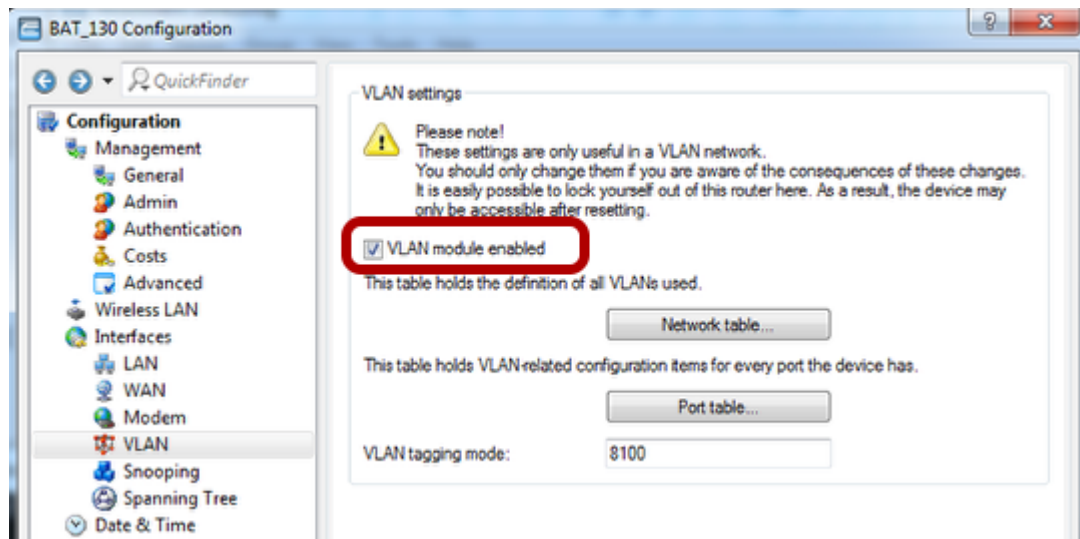 BAT_130 Configuration
QuickFinder
Configuration
Management
General
Admin
Authentication
Costs
Advanced
Wireless LAN
Interfaces
LAN
WAN
Modem
VLAN
Snooping
Spanning Tree
Date & Time
VLAN settings
Please note!
These settings are only useful in a VLAN network.
You should only change them if you are aware of the consequences of these changes.
It is easily possible to lock yourself out of this router here. As a result, the device may
only be accessible after resetting.
VLAN module enabled
This table holds the definition of all VLANs used.
Network table...
This table holds VLAN-related configuration items for every port the device has.
Port table...
VLAN tagging mode:
8100